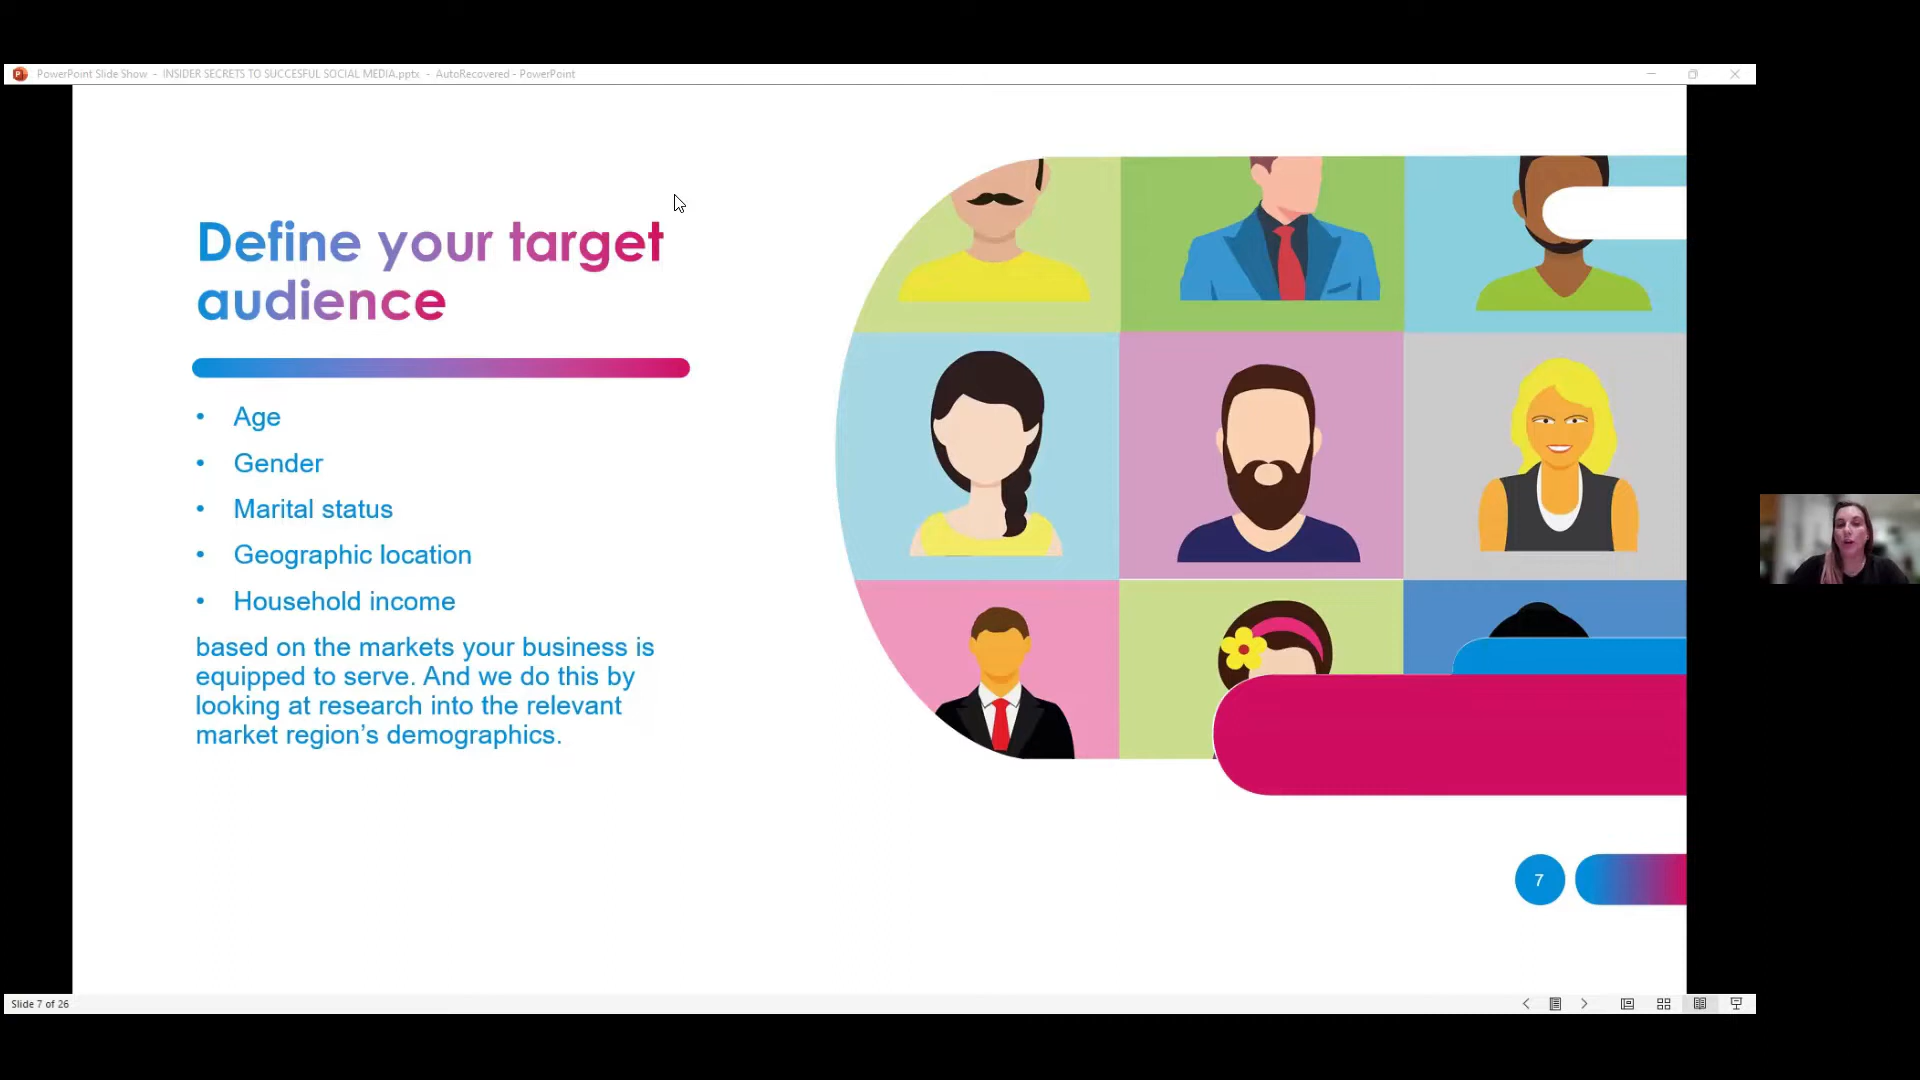 PowerPoint Slide Show - INSIDER SECRETS TO SUCCESFUL SOCIAL MEDIA.pptx - AutoRecovered - PowerPoint
Define your target
audience
• Age
• Gender
• Marital status
• Geographic location
• Household income
based on the markets your business is
equipped to serve. And we do this by
looking at research into the relevant
market region’s demographics.
7
Slide 7 of 26